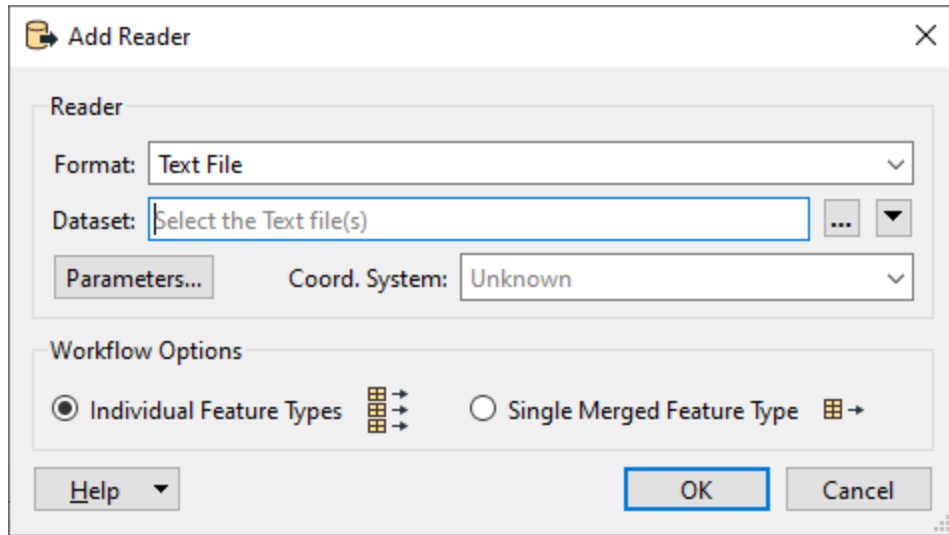 Add Reader
Reader
Format: Text File
Dataset: Select the Text file(s) ...
Parameters... Coord. System: Unknown
Workflow Options
Individual Feature Types Single Merged Feature Type
Help OK Cancel